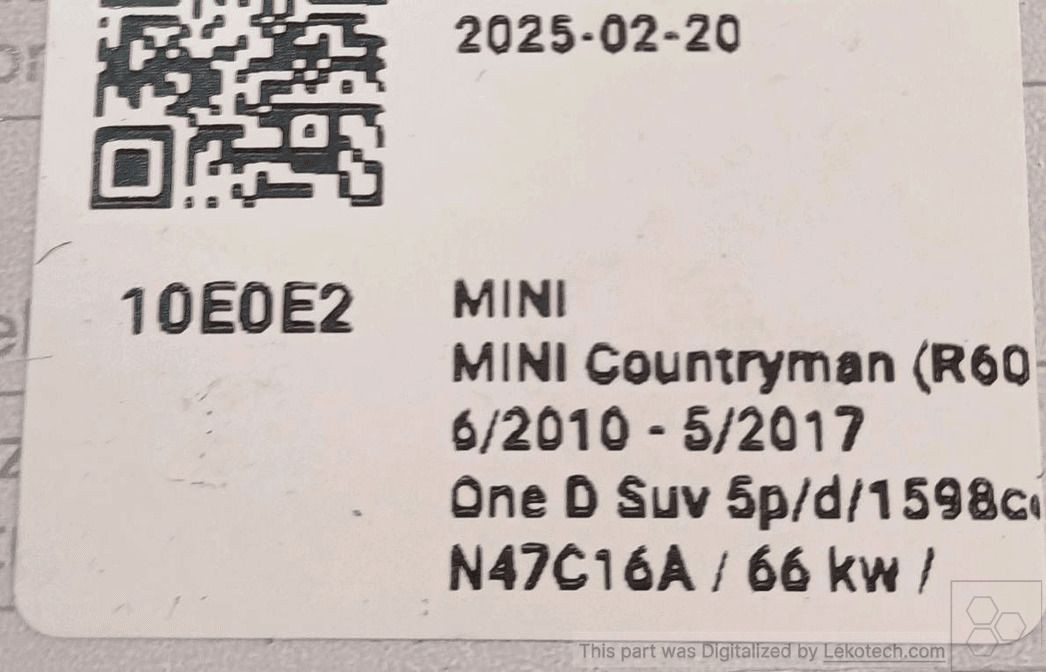 2025-02-20
10E0E2
MINI
MINI Countryman (R60
6/2010 - 5/2017
One D Suv 5p/d/1598c
N47C16A / 66 kw /
This part was Digitalized by Lekotech.com